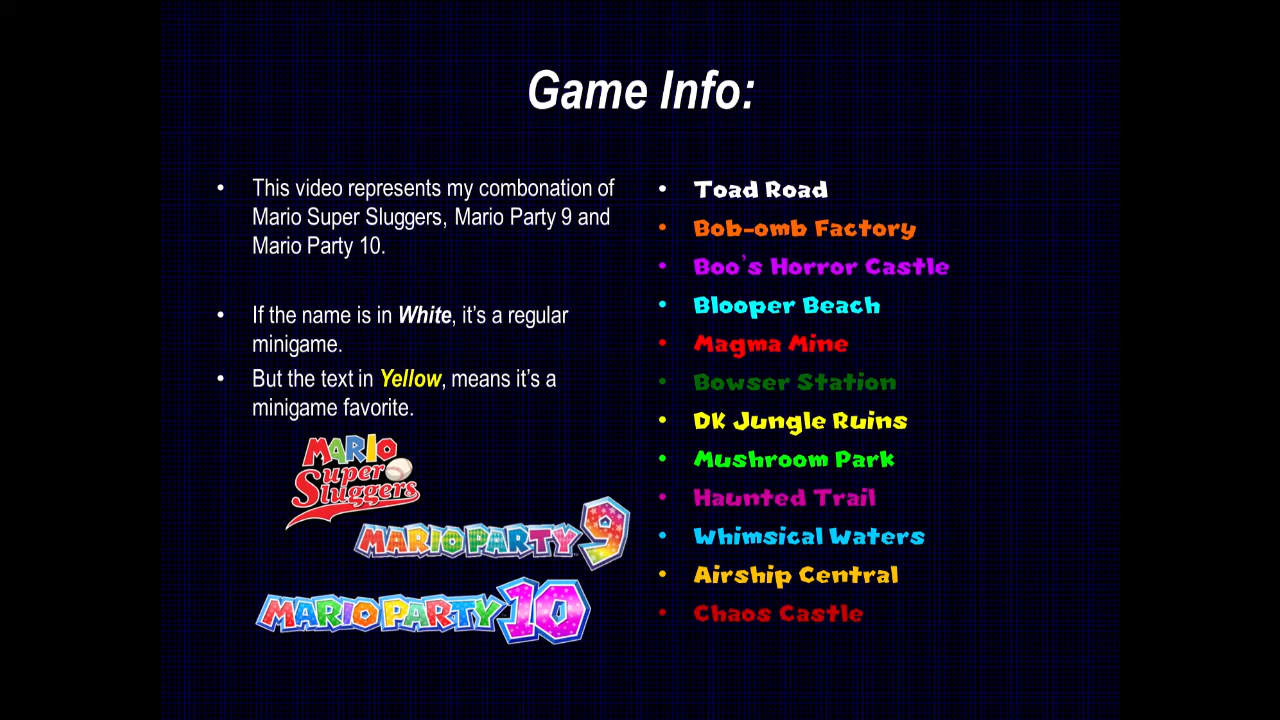 Game Info:
• This video represents my combonation of
Mario Super Sluggers, Mario Party 9 and
Mario Party 10.
• If the name is in White, it’s a regular
minigame.
• But the text in Yellow, means it’s a
minigame favorite.
MARIO
Super
Sluggers
MARIO PARTY 9
MARIO PARTY 10
• Toad Road
• Bob-omb Factory
• Boo’s Horror Castle
• Blooper Beach
• Magma Mine
• Bowser Station
• DK Jungle Ruins
• Mushroom Park
• Haunted Trail
• Whimsical Waters
• Airship Central
• Chaos Castle